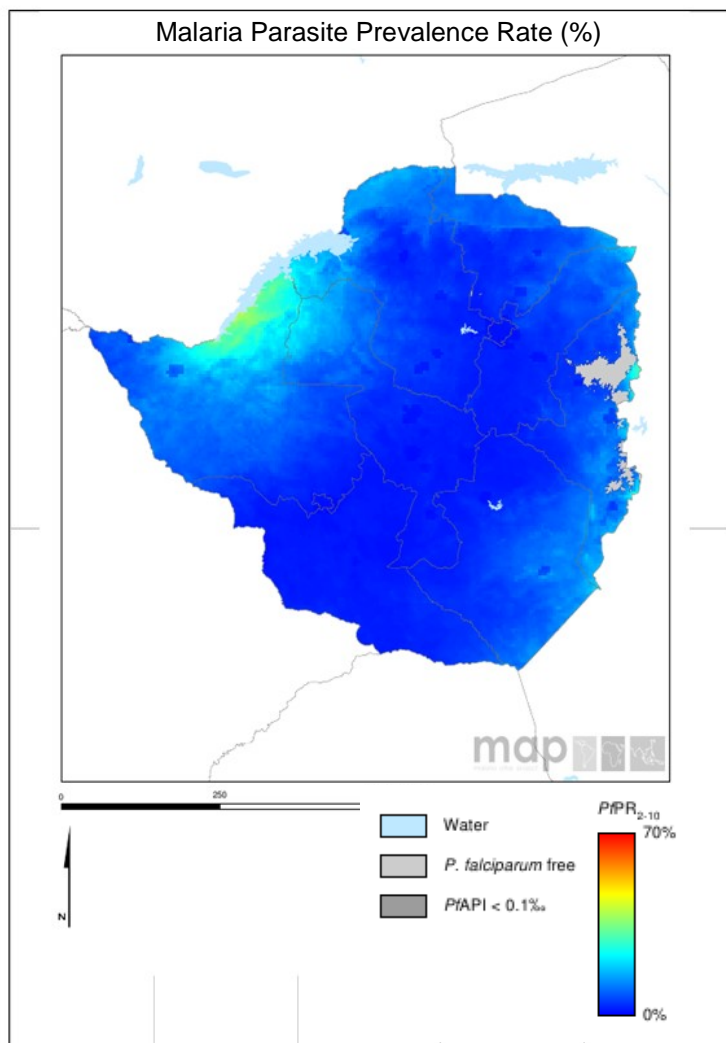 Malaria Parasite Prevalence Rate (%)
map
0
250
Water
P. falciparum free
PfAPI < 0.1‰
PfPR2-10
70%
0%
N